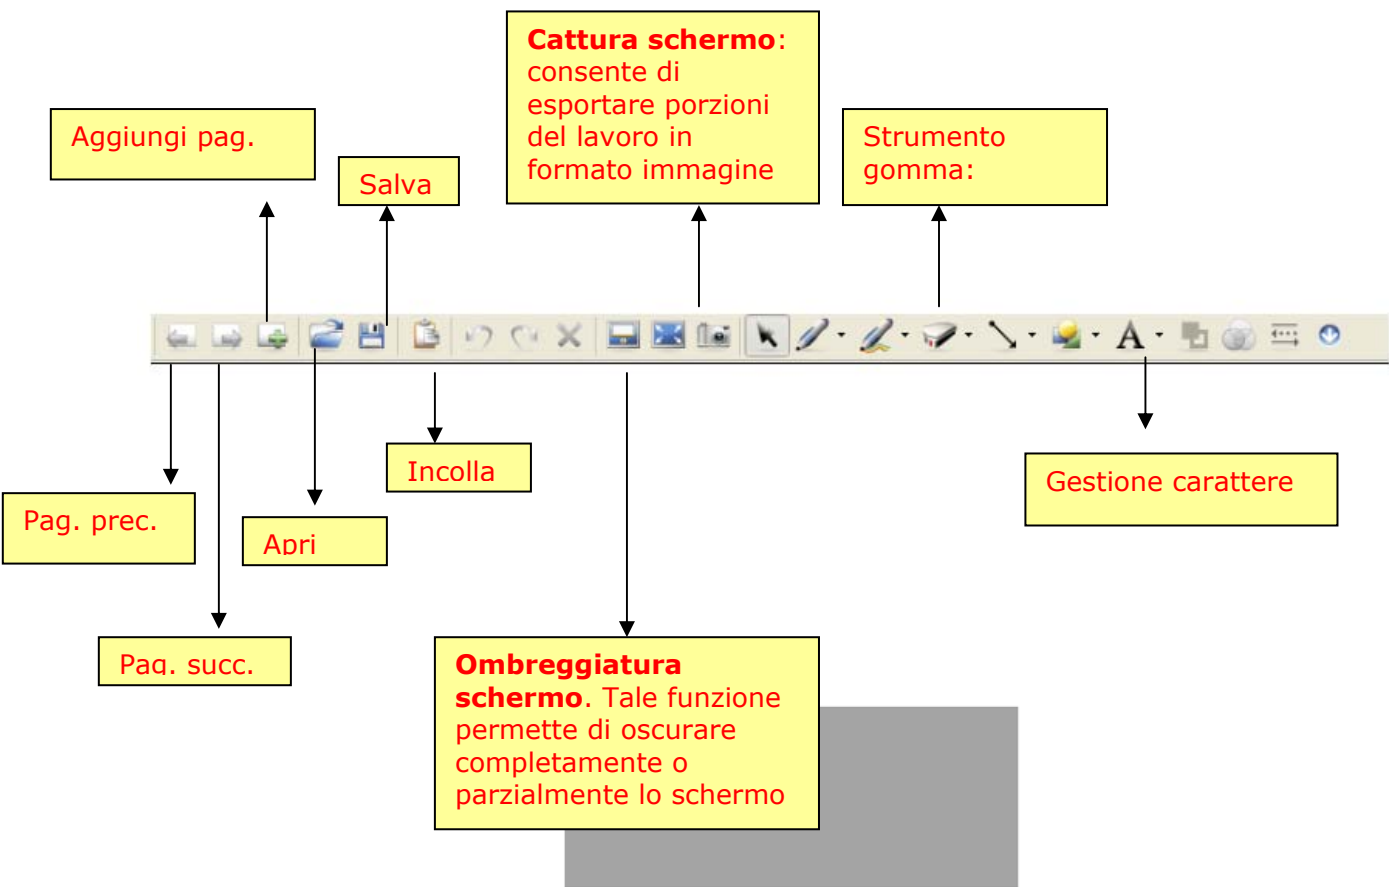 Cattura schermo:
consente di
esportare porzioni
del lavoro in
formato immagine
Aggiungi pag.
Strumento
gomma:
Salva
A
Incolla
Gestione carattere
Pag. prec.
Apri
Pag. succ.
Ombreggiatura
schermo. Tale funzione
permette di oscurare
completamente o
parzialmente lo schermo